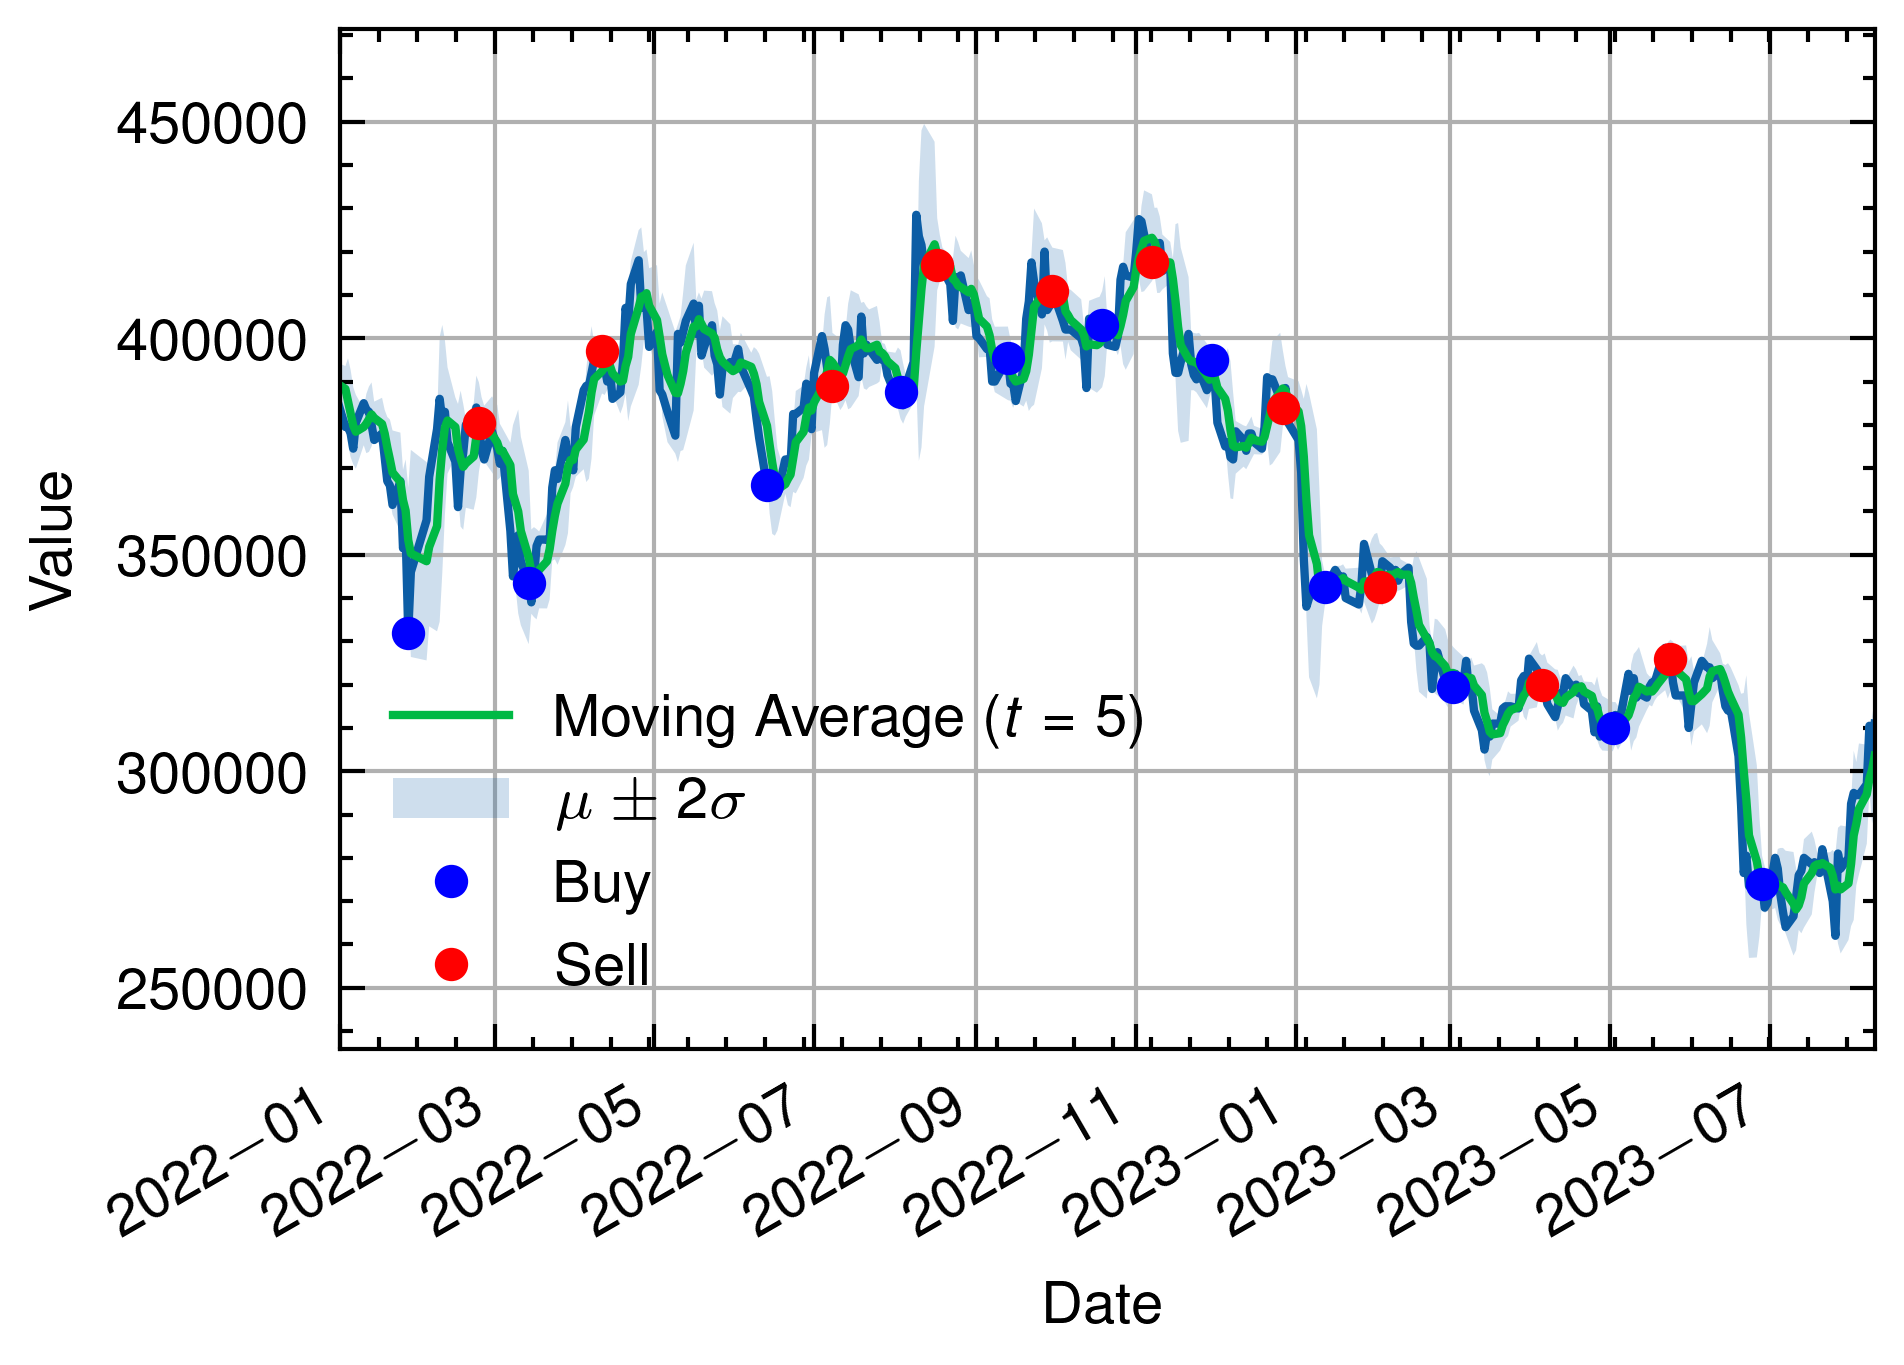 450000
400000
350000
300000
250000
Value
Moving Average (t = 5)
μ ± 2σ
Buy
Sell
2022–01
2022–03
2022–05
2022–07
2022–09
2022–11
2023–01
2023–03
2023–05
2023–07
Date